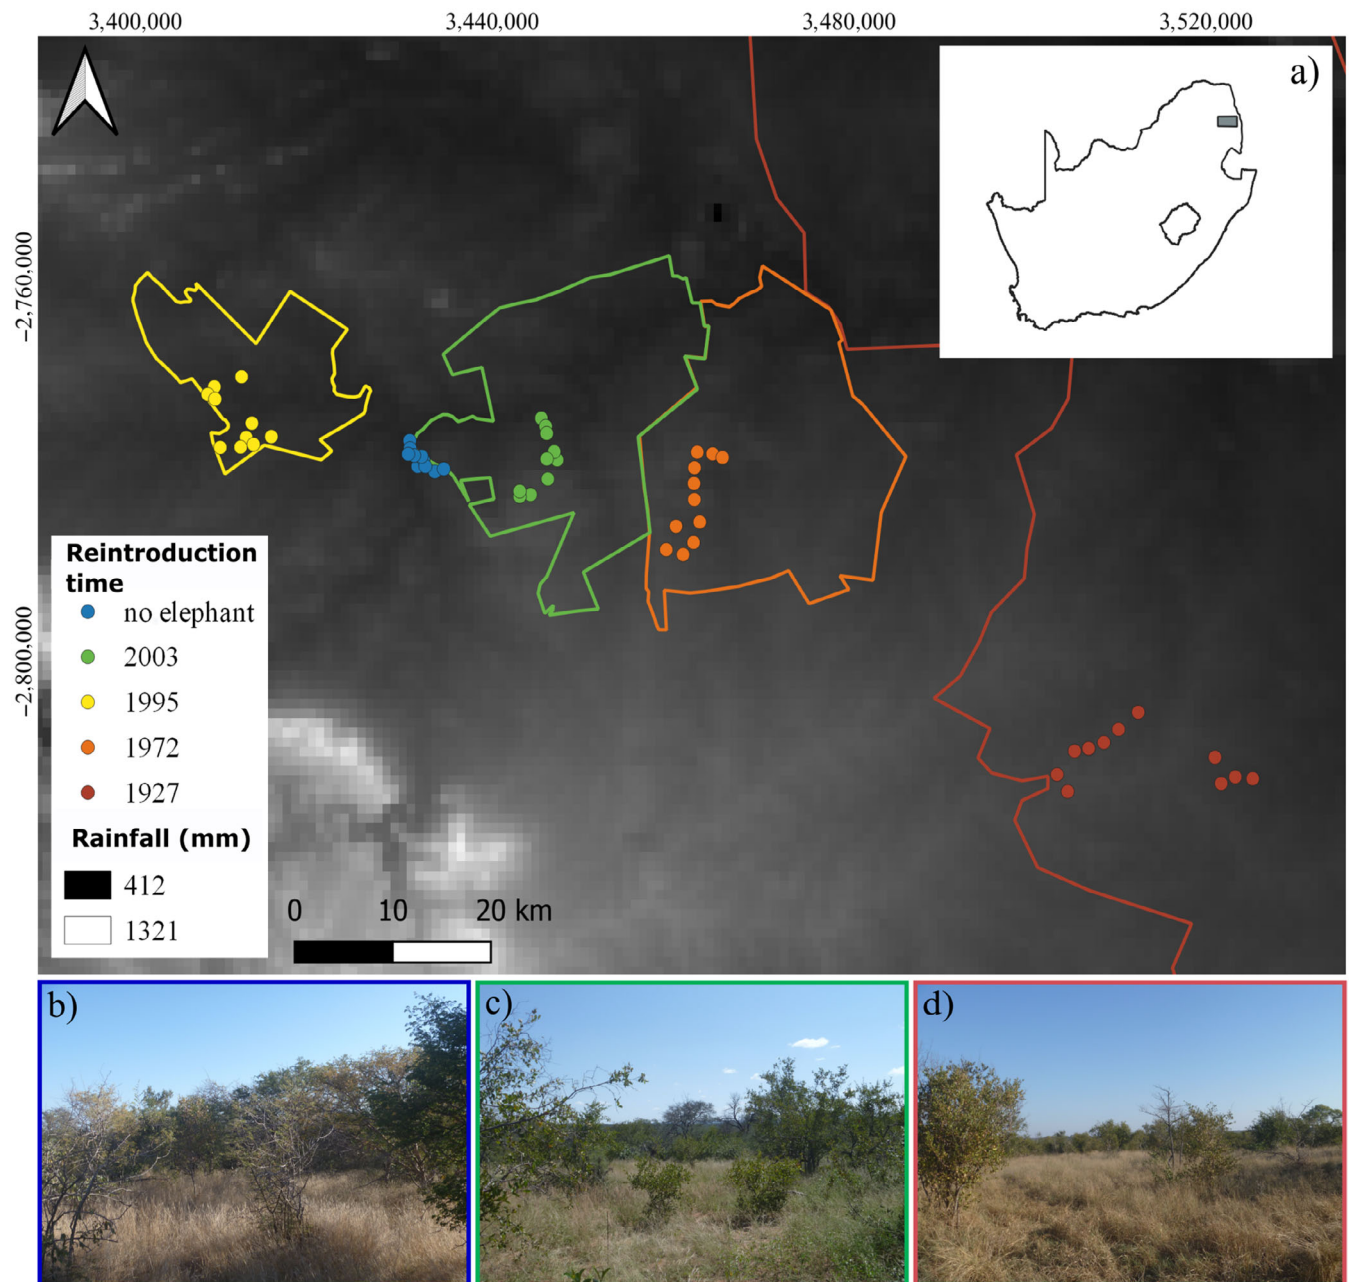 3,400,000 3,440,000 3,480,000 3,520,000
a)
−2,760,000
−2,800,000
Reintroduction
time
no elephant
2003
1995
1972
1927
Rainfall (mm)
412
1321
0 10 20 km
b) c) d)